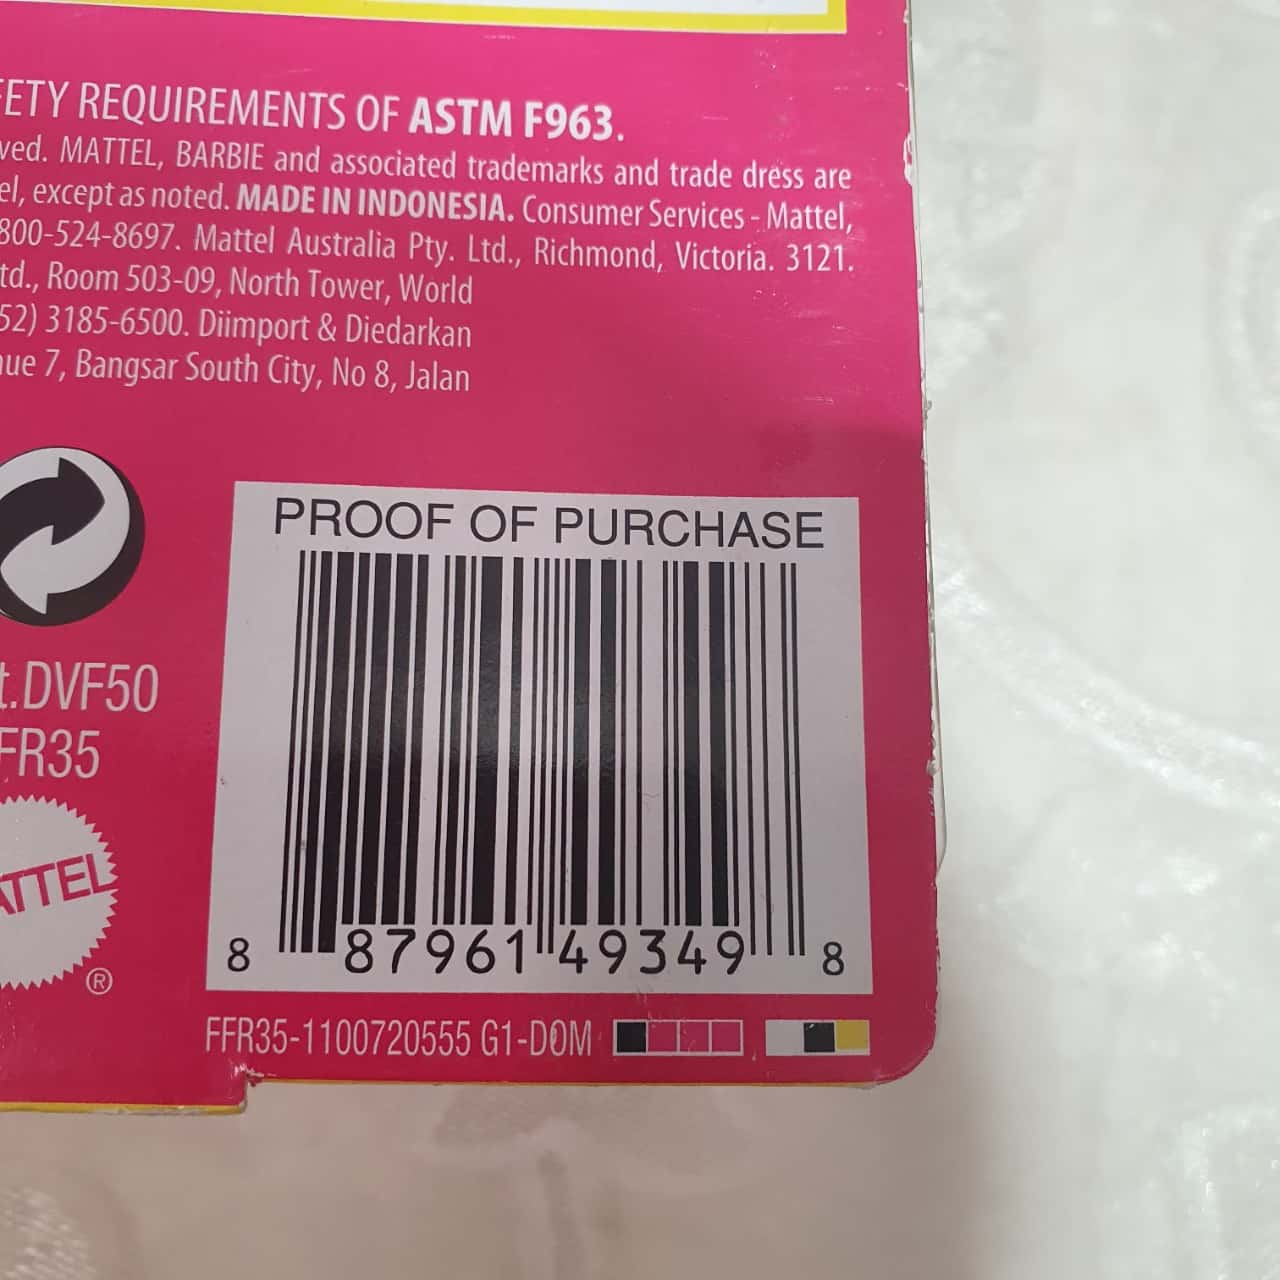 FETY REQUIREMENTS OF ASTM F963.
ved. MATTEL, BARBIE and associated trademarks and trade dress are
el, except as noted. MADE IN INDONESIA. Consumer Services - Mattel,
800-524-8697. Mattel Australia Pty. Ltd., Richmond, Victoria. 3121.
td., Room 503-09, North Tower, World
52) 3185-6500. Diimport & Diedarkan
nue 7, Bangsar South City, No 8, Jalan
PROOF OF PURCHASE
t.DVF50
FFR35
ATTEL
®
8 87961 49349 8
FFR35-1100720555 G1-DOM